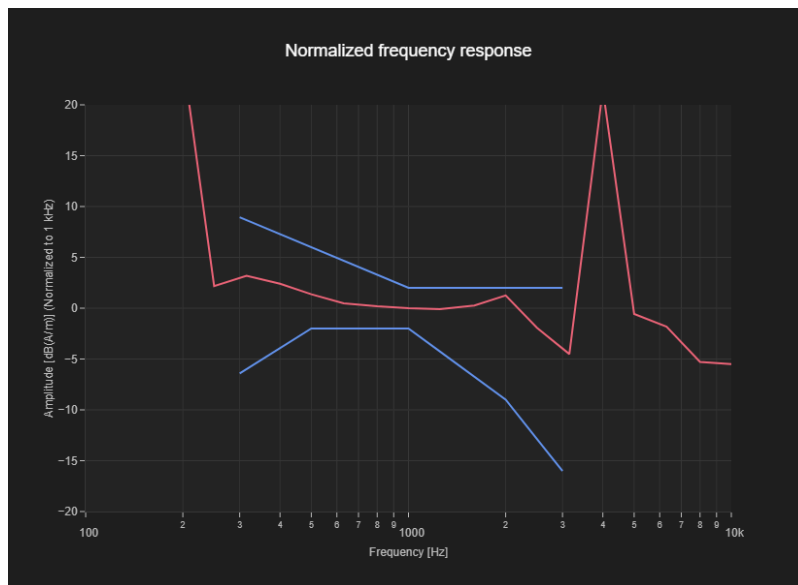 Normalized frequency response
Amplitude [dB(A/m)] (Normalized to 1 kHz)
20
15
10
5
0
−5
−10
−15
−20
100 2 3 4 5 6 7 8 9 1000 2 3 4 5 6 7 8 9 10k
Frequency [Hz]